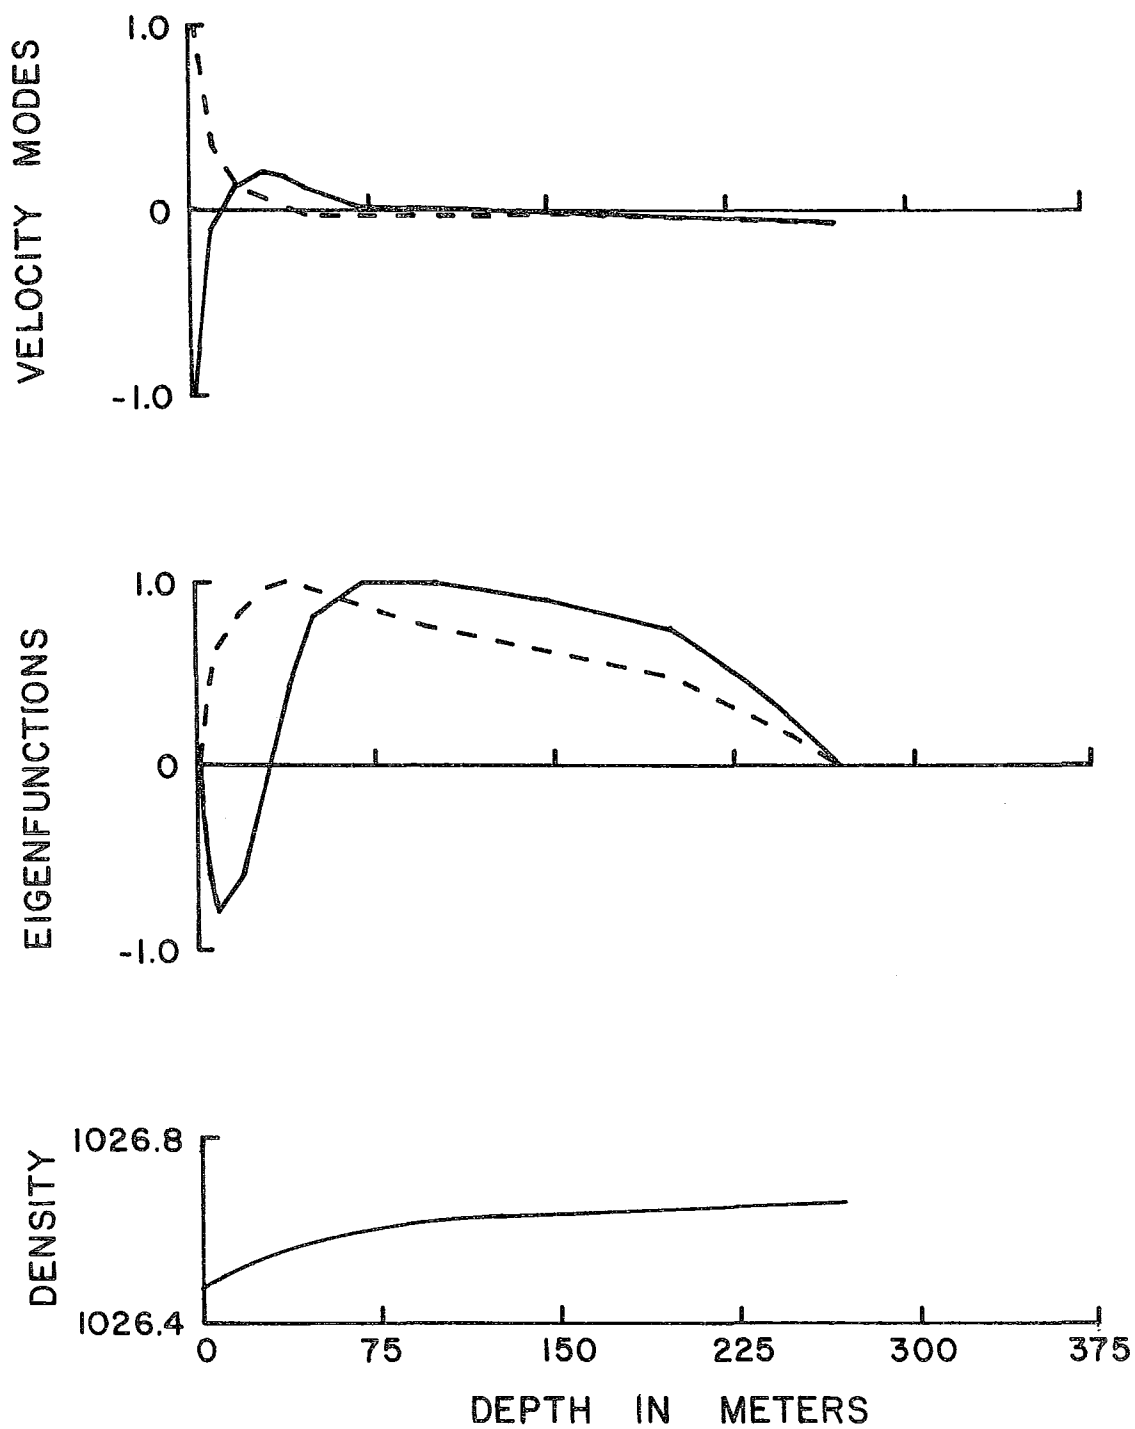 1.0
0
-1.0
VELOCITY MODES
1.0
0
-1.0
EIGENFUNCTIONS
1026.8
1026.4
DENSITY
0 75 150 225 300 375
DEPTH IN METERS